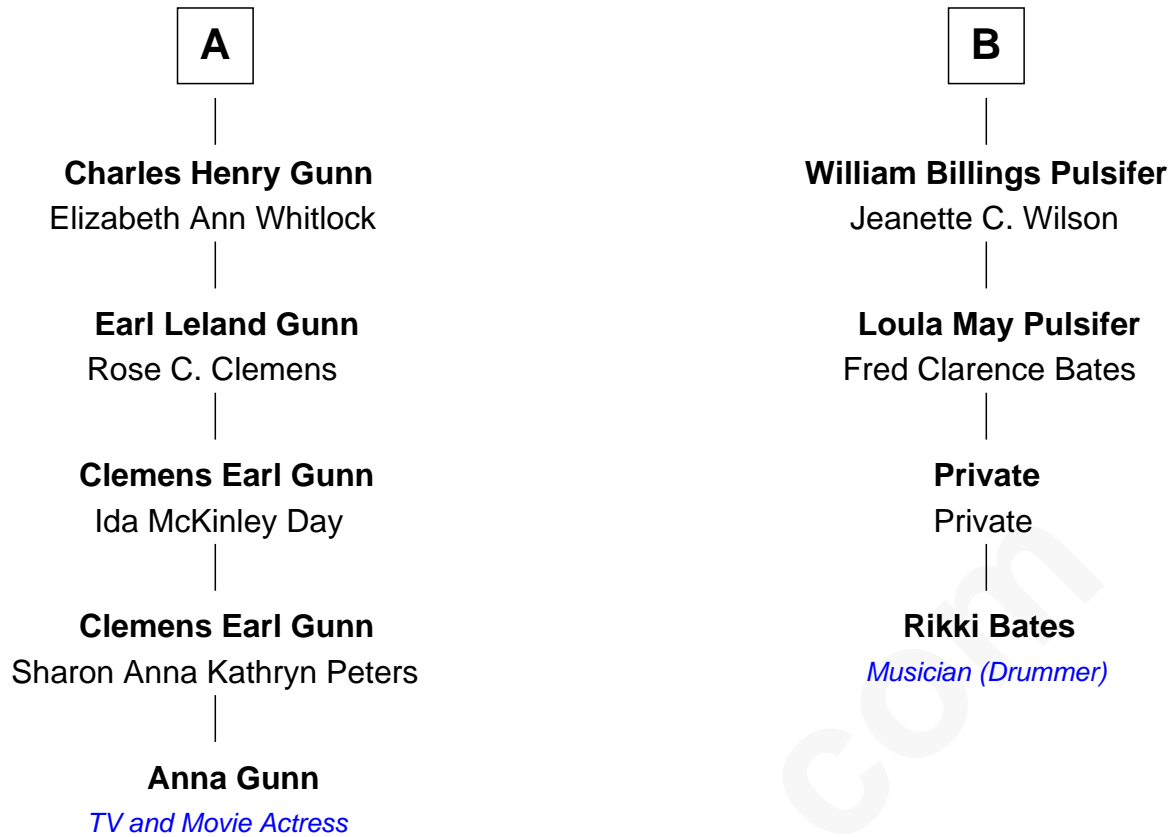 A
Charles Henry Gunn
Elizabeth Ann Whitlock
Earl Leland Gunn
Rose C. Clemens
Clemens Earl Gunn
Ida McKinley Day
Clemens Earl Gunn
Sharon Anna Kathryn Peters
Anna Gunn
TV and Movie Actress
B
William Billings Pulsifer
Jeanette C. Wilson
Loula May Pulsifer
Fred Clarence Bates
Private
Private
Rikki Bates
Musician (Drummer)
com